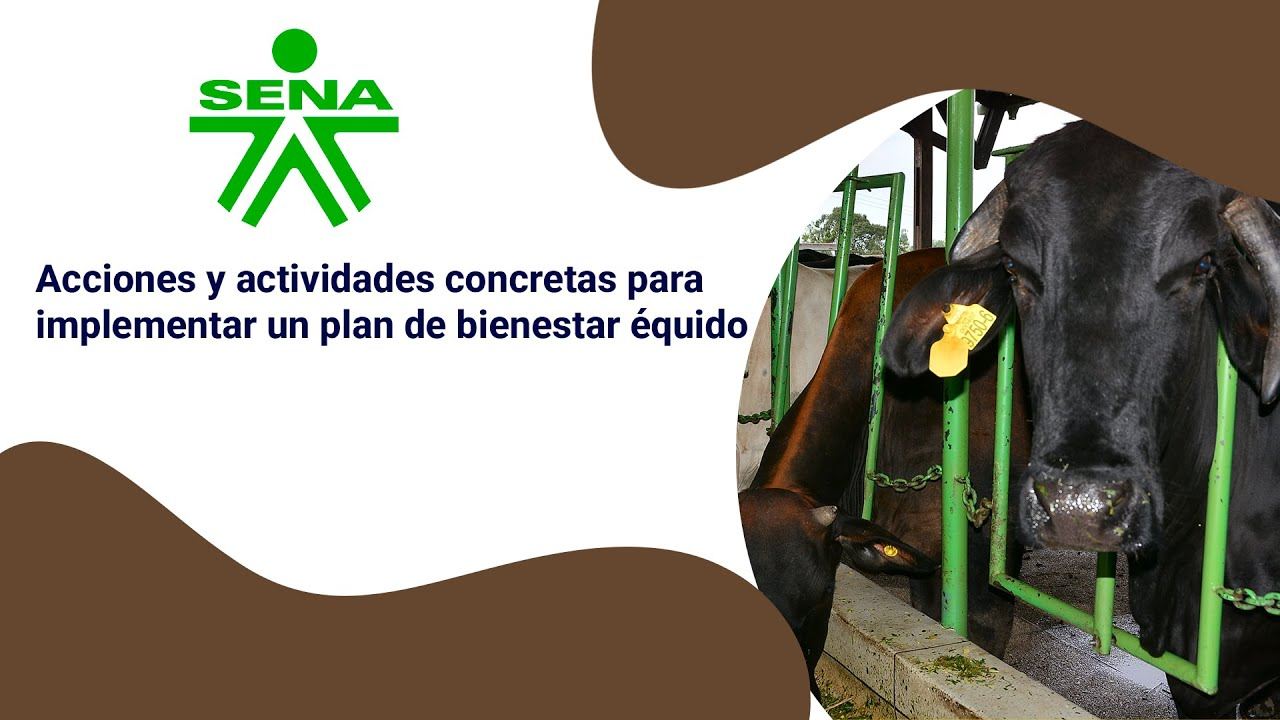 SENA
Acciones y actividades concretas para
implementar un plan de bienestar équido